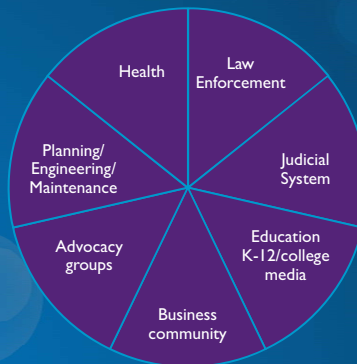 Health
Law
Enforcement
Planning/
Engineering/
Maintenance
Judicial
System
Advocacy
groups
Education
K-12/college
media
Business
community